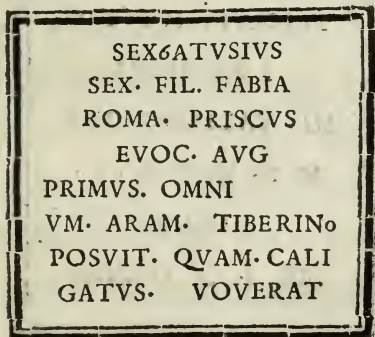 SEX6ATVSIVS
SEX· FIL. FABIA
ROMA· PRISCVS
EVOC· AVG
PRIMVS. OMNI
VM· ARAM· TIBERINo
POSVIT· QVAM· CALI
GATVS· VOVERAT